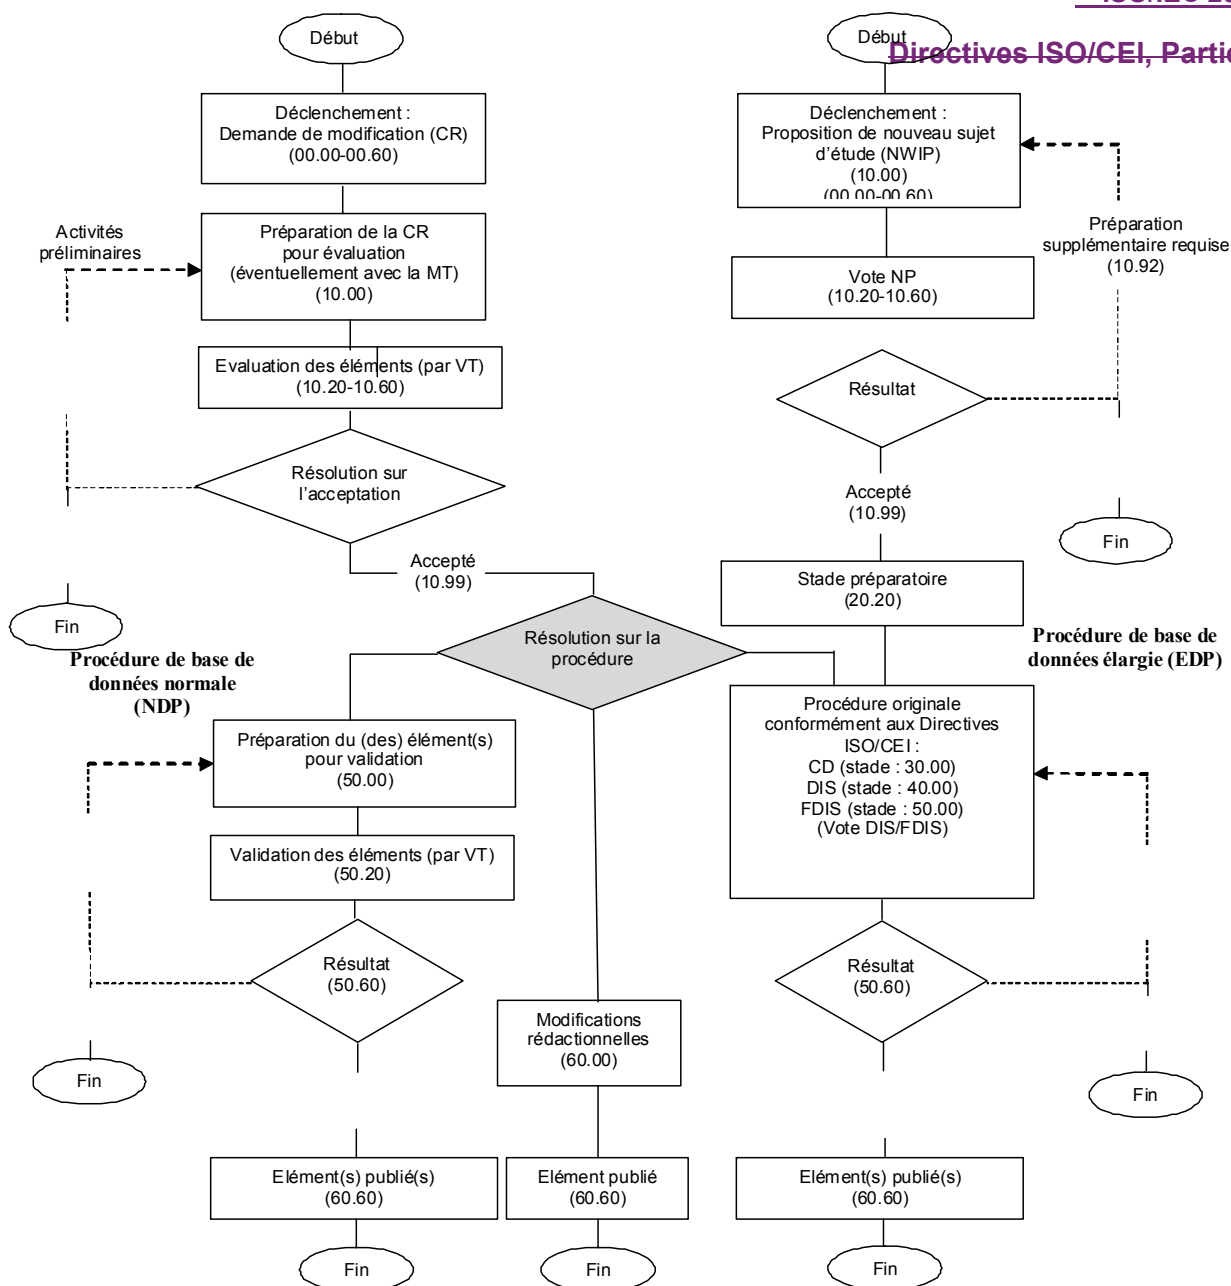 Directives ISO/CEI, Partie
Début
Déclenchement :
Demande de modification (CR)
(00.00-00.60)
Activités
préliminaires
Préparation de la CR
pour évaluation
(éventuellement avec la MT)
(10.00)
Evaluation des éléments (par VT)
(10.20-10.60)
Résolution sur
l'acceptation
Accepté
(10.99)
Fin
Début
Déclenchement :
Proposition de nouveau sujet
d'étude (NWIP)
(10.00)
(00.00-00.60)
Préparation
supplémentaire requise
(10.92)
Vote NP
(10.20-10.60)
Résultat
Accepté
(10.99)
Fin
Stade préparatoire
(20.20)
Résolution sur la
procédure
Procédure de base de
données normale
(NDP)
Procédure de base de
données élargie (EDP)
Préparation du (des) élément(s)
pour validation
(50.00)
Validation des éléments (par VT)
(50.20)
Résultat
(50.60)
Fin
Modifications
rédactionnelles
(60.00)
Procédure originale
conformément aux Directives
ISO/CEI :
CD (stade : 30.00)
DIS (stade : 40.00)
FDIS (stade : 50.00)
(Vote DIS/FDIS)
Résultat
(50.60)
Fin
Elément(s) publié(s)
(60.60)
Elément publié
(60.60)
Elément(s) publié(s)
(60.60)
Fin
Fin
Fin